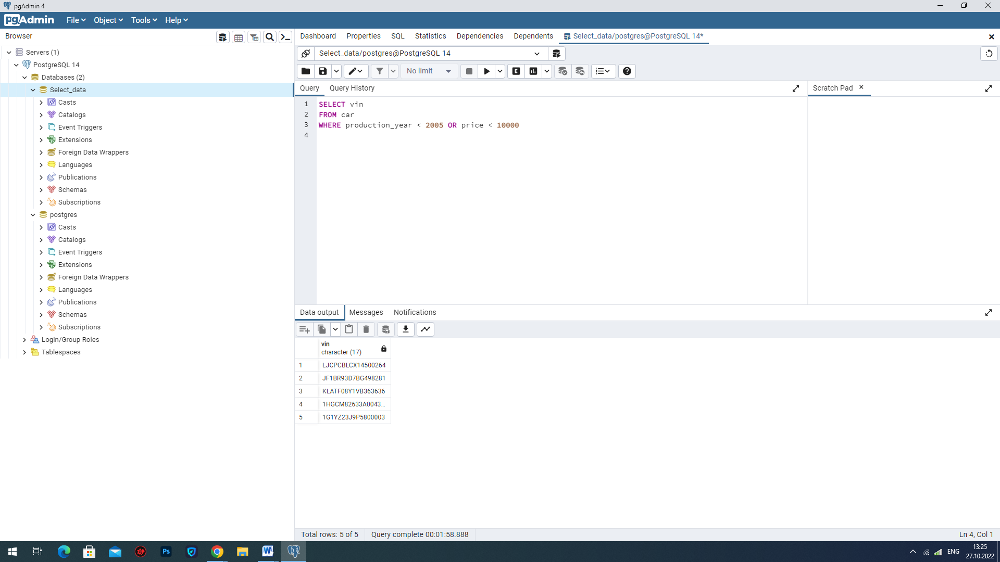 pgAdmin 4
pgAdmin File Object Tools Help
Browser
Servers (1)
PostgreSQL 14
Databases (2)
Select_data
Casts
Catalogs
Event Triggers
Extensions
Foreign Data Wrappers
Languages
Publications
Schemas
Subscriptions
postgres
Casts
Catalogs
Event Triggers
Extensions
Foreign Data Wrappers
Languages
Publications
Schemas
Subscriptions
Login/Group Roles
Tablespaces
Dashboard Properties SQL Statistics Dependencies Dependents Select_data/postgres@PostgreSQL 14*
Select_data/postgres@PostgreSQL 14
No limit E
Query Query History
Scratch Pad
1 SELECT vin
2 FROM car
3 WHERE production_year < 2005 OR price < 10000
4
Data output Messages Notifications
vin
character (17)
1 LJCPCBLCX14500264
2 JF1BR93D7BG498281
3 KLATF08Y1VB363636
4 1HGCM82633A0043...
5 1G1YZ23J9P5800003
Total rows: 5 of 5 Query complete 00:01:58.888 Ln 4, Col 1
Ps W ENG
13:25
27.10.2022